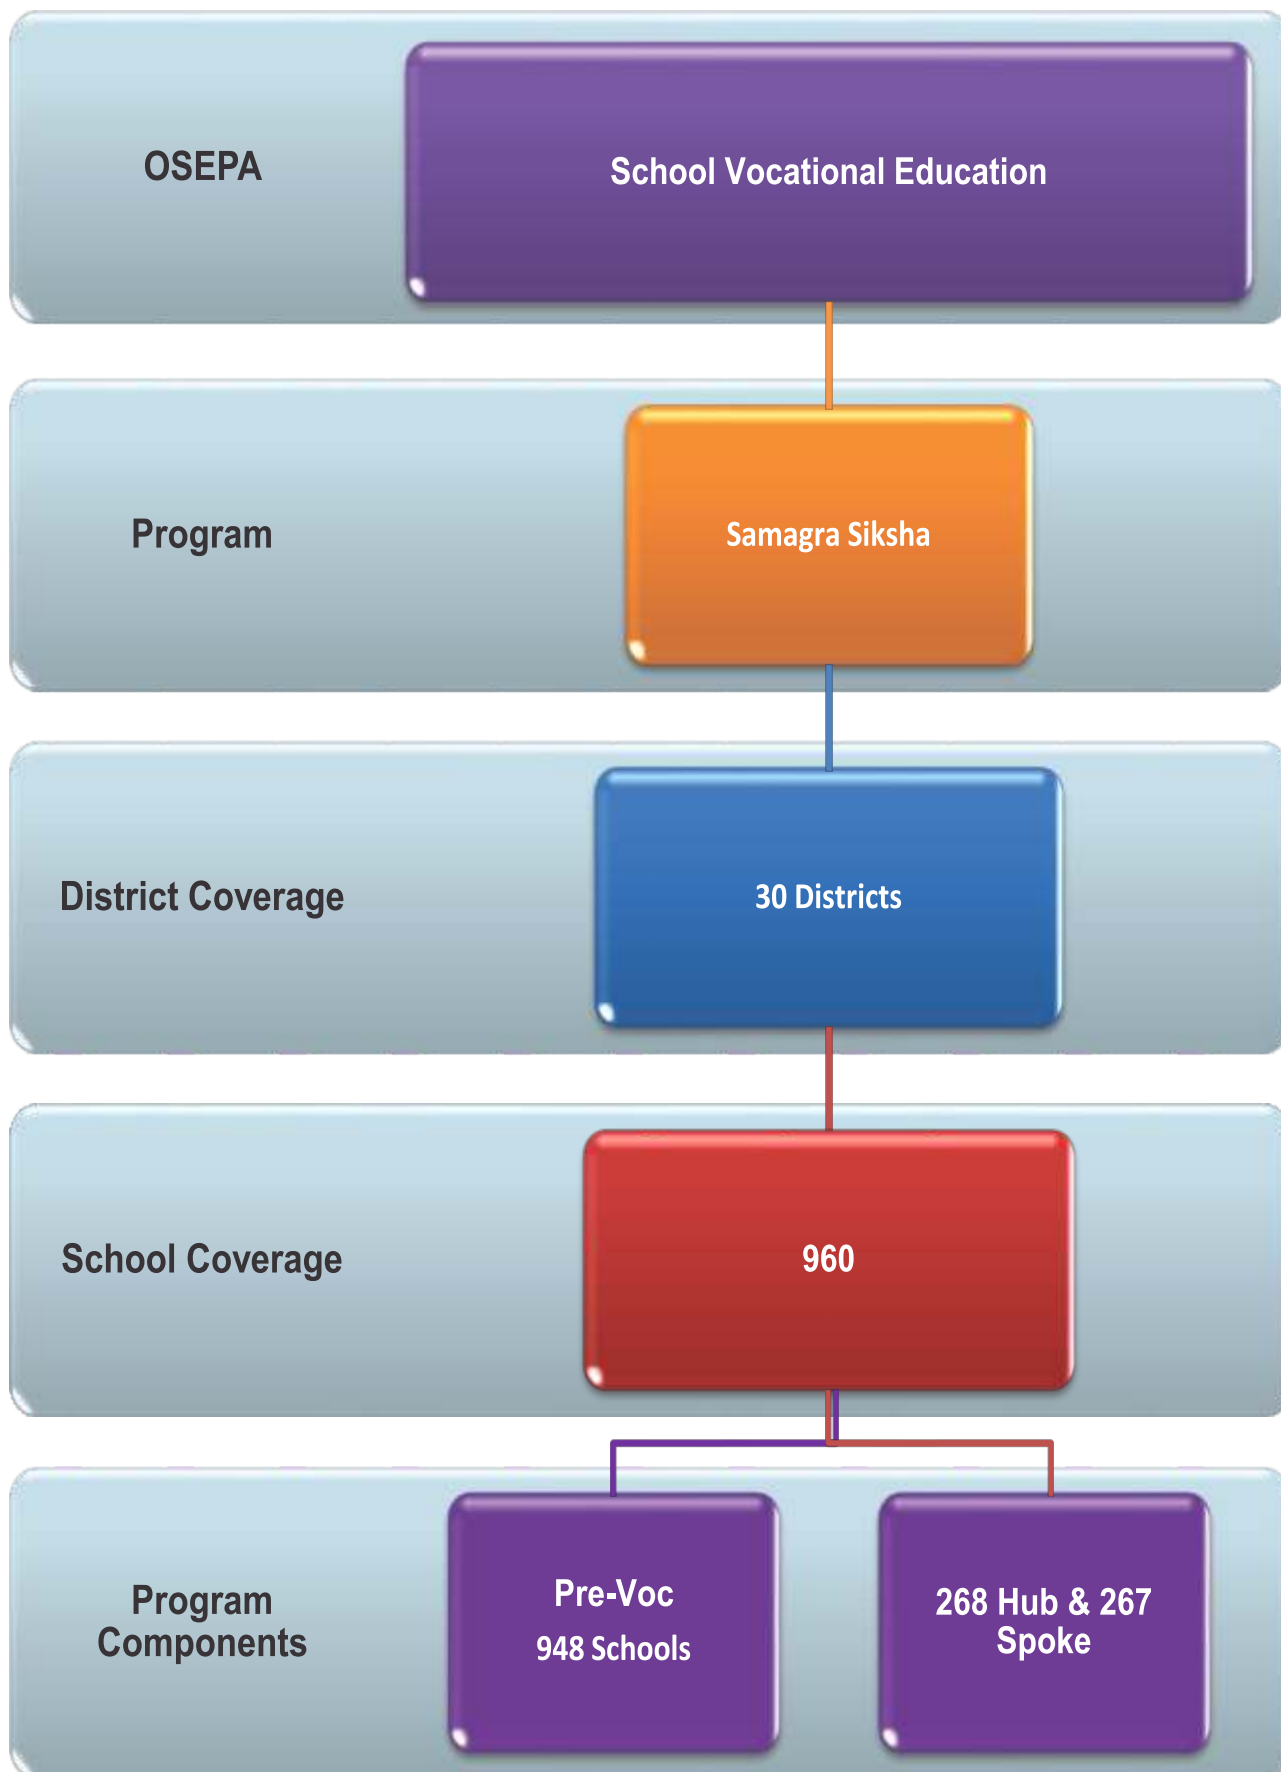 OSEPA
School Vocational Education
Program
Samagra Siksha
District Coverage
30 Districts
School Coverage
960
Program
Components
Pre-Voc
948 Schools
268 Hub & 267
Spoke